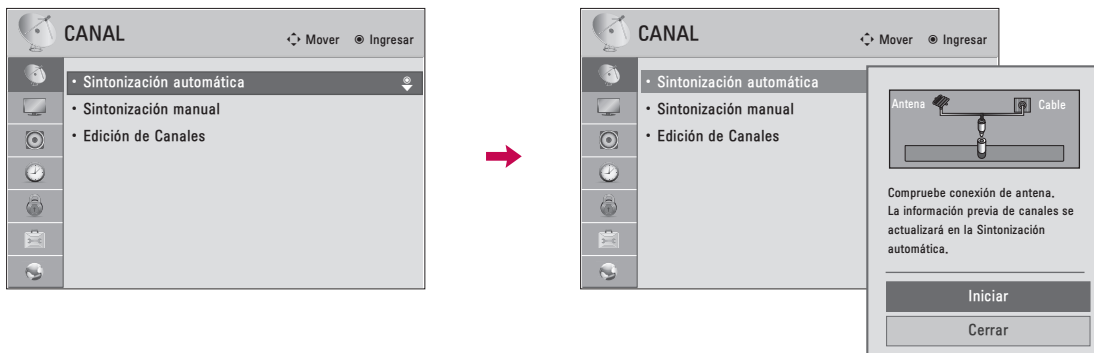 CANAL
Mover
Ingresar
• Sintonización automática
• Sintonización manual
• Edición de Canales
CANAL
Mover
Ingresar
• Sintonización automática
• Sintonización manual
• Edición de Canales
Antena
Cable
Compruebe conexión de antena.
La información previa de canales se
actualizará en la Sintonización
automática.
Iniciar
Cerrar